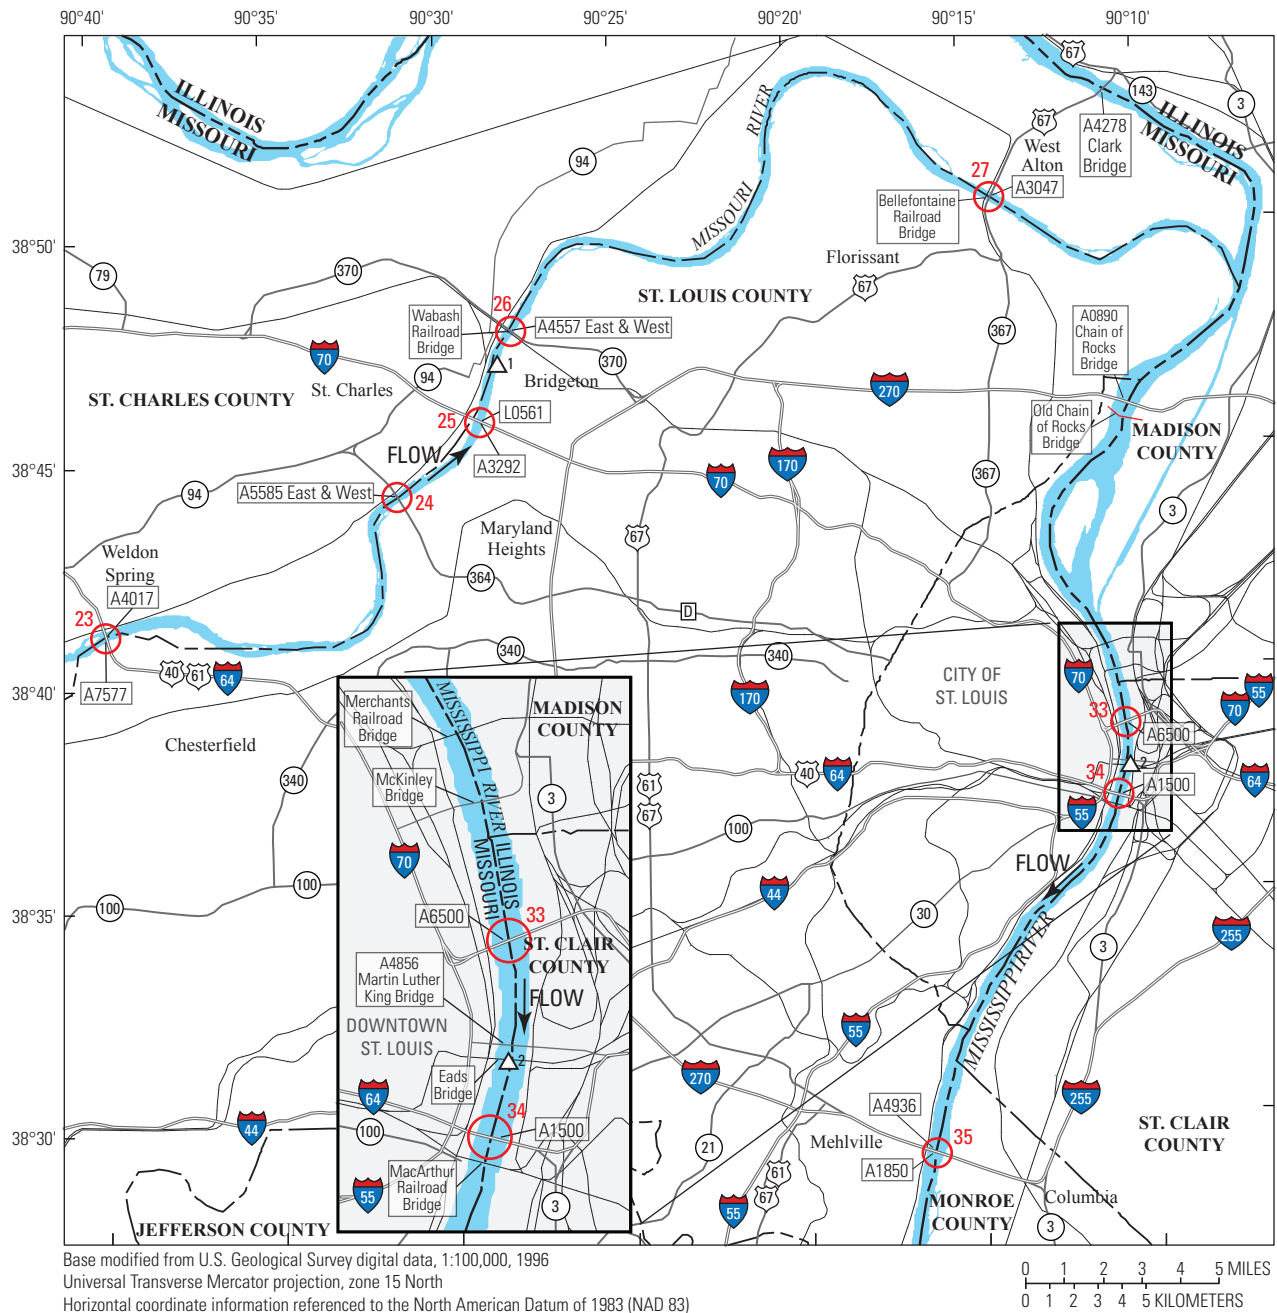 90°40'
90°35'
90°30'
90°25'
90°20'
90°15'
90°10'
ILLINOIS
MISSOURI
67
143
3
ILLINOIS
MISSOURI
A4278
Clark
Bridge
67
West
Alton
94
MISSOURI
RIVER
27
A3047
Bellefontaine
Railroad
Bridge
38°50'
79
370
Florissant
67
ST. LOUIS COUNTY
26
Wabash
Railroad
Bridge
A4557 East & West
A0890
Chain of
Rocks
Bridge
367
70
370
1
Bridgeton
94
St. Charles
270
ST. CHARLES COUNTY
25
L0561
Old Chain
of Rocks
Bridge
MADISON
COUNTY
FLOW
A3292
38°45'
170
70
367
94
A5585 East & West
24
3
Maryland
Heights
67
Weldon
Spring
A4017
364
D
23
340
340
40
61
64
A7577
38°40'
CITY OF
ST. LOUIS
70
170
55
70
33
A6500
Chesterfield
2
34
A1500
40
64
64
55
340
61
67
100
Merchants
Railroad
Bridge
MISSISSIPPI RIVER
MADISON
COUNTY
McKinley
Bridge
3
70
ILLINOIS
MISSOURI
FLOW
44
100
100
38°35'
A6500
33
ST. CLAIR
COUNTY
30
3
255
A4856
Martin Luther
King Bridge
FLOW
MISSISSIPPI RIVER
DOWNTOWN
ST. LOUIS
55
2
Eads
Bridge
270
64
255
34
A1500
A4936
100
44
38°30'
35
Mehlville
ST. CLAIR
COUNTY
21
MacArthur
Railroad
Bridge
A1850
61
67
55
3
55
MONROE
COUNTY
Columbia
3
JEFFERSON COUNTY
Base modified from U.S. Geological Survey digital data, 1:100,000, 1996
Universal Transverse Mercator projection, zone 15 North
Horizontal coordinate information referenced to the North American Datum of 1983 (NAD 83)
0 1 2 3 4 5 MILES
0 1 2 3 4 5 KILOMETERS